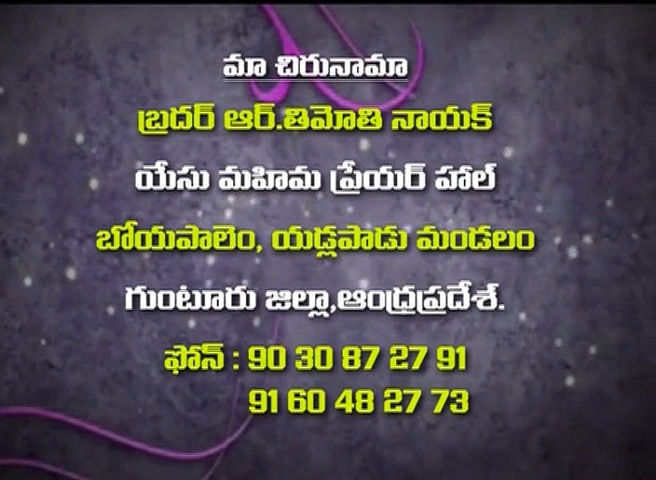 మా చిరునామా
బ్రదర్ ఆర్.తిమోతి నాయక్
యేసు మహిమ ప్రేయర్ హాల్
బోయపాలెం, యడ్లపాడు మండలం
గుంటూరు జిల్లా,ఆంధ్రప్రదేశ్.
ఫోన్ : 90 30 87 27 91
91 60 48 27 73